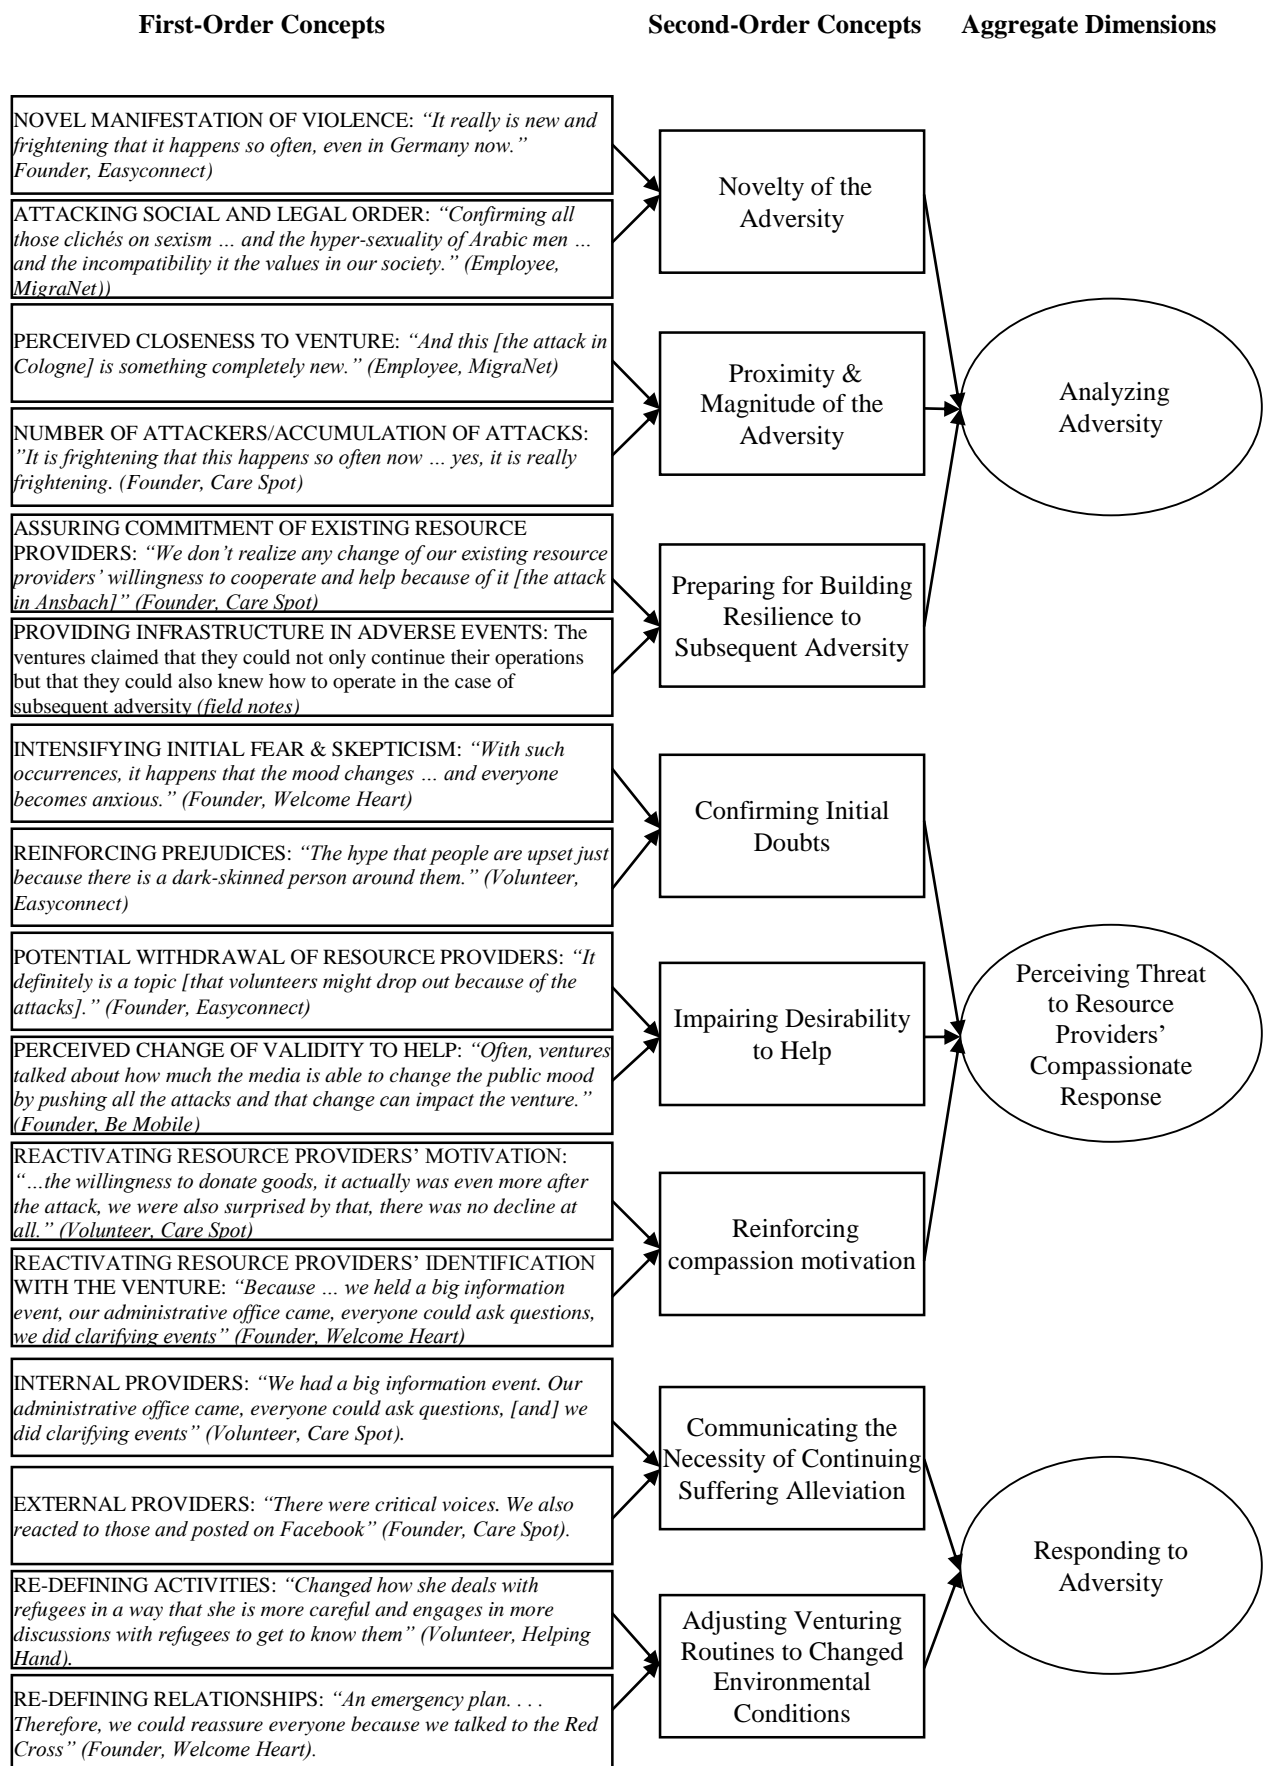 First-Order Concepts
Second-Order Concepts
Aggregate Dimensions
NOVEL MANIFESTATION OF VIOLENCE: “It really is new and
frightening that it happens so often, even in Germany now.”
Founder, Easyconnect)
ATTACKING SOCIAL AND LEGAL ORDER: “Confirming all
those clichés on sexism … and the hyper-sexuality of Arabic men …
and the incompatibility it the values in our society.” (Employee,
MigraNet))
Novelty of the
Adversity
PERCEIVED CLOSENESS TO VENTURE: “And this [the attack in
Cologne] is something completely new.” (Employee, MigraNet)
NUMBER OF ATTACKERS/ACCUMULATION OF ATTACKS:
”It is frightening that this happens so often now … yes, it is really
frightening. (Founder, Care Spot)
Proximity &
Magnitude of the
Adversity
ASSURING COMMITMENT OF EXISTING RESOURCE
PROVIDERS: “We don’t realize any change of our existing resource
providers’ willingness to cooperate and help because of it [the attack
in Ansbach]” (Founder, Care Spot)
PROVIDING INFRASTRUCTURE IN ADVERSE EVENTS: The
ventures claimed that they could not only continue their operations
but that they could also knew how to operate in the case of
subsequent adversity (field notes)
Preparing for Building
Resilience to
Subsequent Adversity
Analyzing
Adversity
INTENSIFYING INITIAL FEAR & SKEPTICISM: “With such
occurrences, it happens that the mood changes … and everyone
becomes anxious.” (Founder, Welcome Heart)
REINFORCING PREJUDICES: “The hype that people are upset just
because there is a dark-skinned person around them.” (Volunteer,
Easyconnect)
Confirming Initial
Doubts
POTENTIAL WITHDRAWAL OF RESOURCE PROVIDERS: “It
definitely is a topic [that volunteers might drop out because of the
attacks].” (Founder, Easyconnect)
PERCEIVED CHANGE OF VALIDITY TO HELP: “Often, ventures
talked about how much the media is able to change the public mood
by pushing all the attacks and that change can impact the venture.”
(Founder, Be Mobile)
Impairing Desirability
to Help
REACTIVATING RESOURCE PROVIDERS’ MOTIVATION:
“…the willingness to donate goods, it actually was even more after
the attack, we were also surprised by that, there was no decline at
all.” (Volunteer, Care Spot)
REACTIVATING RESOURCE PROVIDERS’ IDENTIFICATION
WITH THE VENTURE: “Because … we held a big information
event, our administrative office came, everyone could ask questions,
we did clarifying events” (Founder, Welcome Heart)
Reinforcing
compassion motivation
Perceiving Threat
to Resource
Providers’
Compassionate
Response
INTERNAL PROVIDERS: “We had a big information event. Our
administrative office came, everyone could ask questions, [and] we
did clarifying events” (Volunteer, Care Spot).
EXTERNAL PROVIDERS: “There were critical voices. We also
reacted to those and posted on Facebook” (Founder, Care Spot).
Communicating the
Necessity of Continuing
Suffering Alleviation
RE-DEFINING ACTIVITIES: “Changed how she deals with
refugees in a way that she is more careful and engages in more
discussions with refugees to get to know them” (Volunteer, Helping
Hand).
RE-DEFINING RELATIONSHIPS: “An emergency plan. . . .
Therefore, we could reassure everyone because we talked to the Red
Cross” (Founder, Welcome Heart).
Adjusting Venturing
Routines to Changed
Environmental
Conditions
Responding to
Adversity